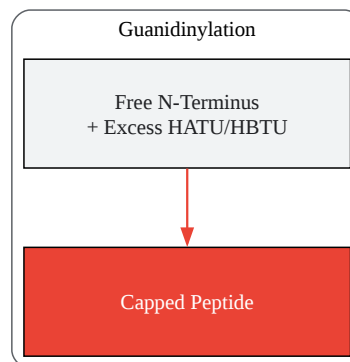 Guanidinylation
Free N-Terminus
+ Excess HATU/HBTU
Capped Peptide